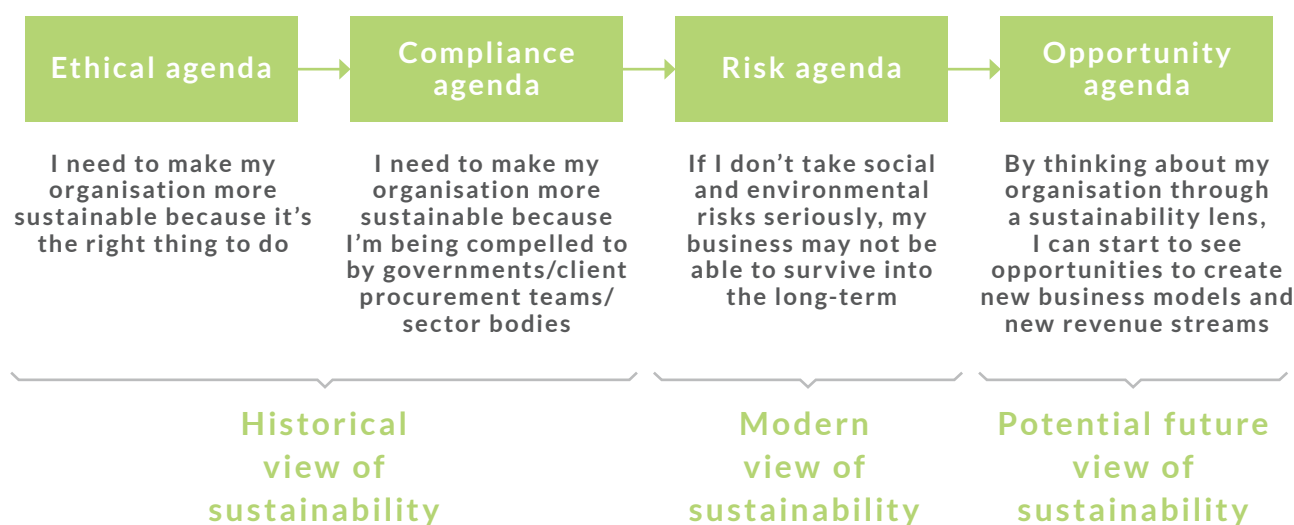 Ethical agenda
Compliance
agenda
Risk agenda
Opportunity
agenda
I need to make my
organisation more
sustainable because it’s
the right thing to do
I need to make my
organisation more
sustainable because
I’m being compelled to
by governments/client
procurement teams/
sector bodies
If I don’t take social
and environmental
risks seriously, my
business may not be
able to survive into
the long-term
By thinking about my
organisation through
a sustainability lens,
I can start to see
opportunities to create
new business models and
new revenue streams
Historical
view of
sustainability
Modern
view of
sustainability
Potential future
view of
sustainability